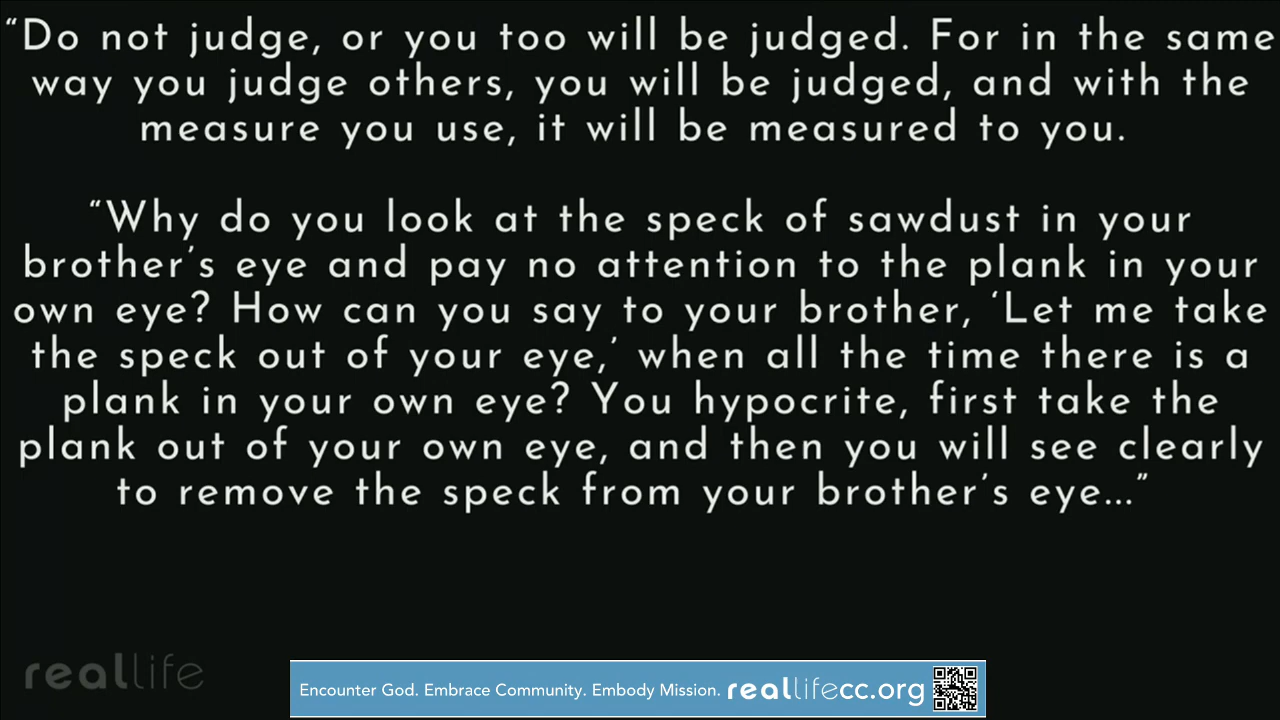 “Do not judge, or you too will be judged. For in the same
way you judge others, you will be judged, and with the
measure you use, it will be measured to you.
“Why do you look at the speck of sawdust in your
brother’s eye and pay no attention to the plank in your
own eye? How can you say to your brother, ‘Let me take
the speck out of your eye,’ when all the time there is a
plank in your own eye? You hypocrite, first take the
plank out of your own eye, and then you will see clearly
to remove the speck from your brother’s eye...”
reallife
Encounter God. Embrace Community. Embody Mission. reallifecc.org